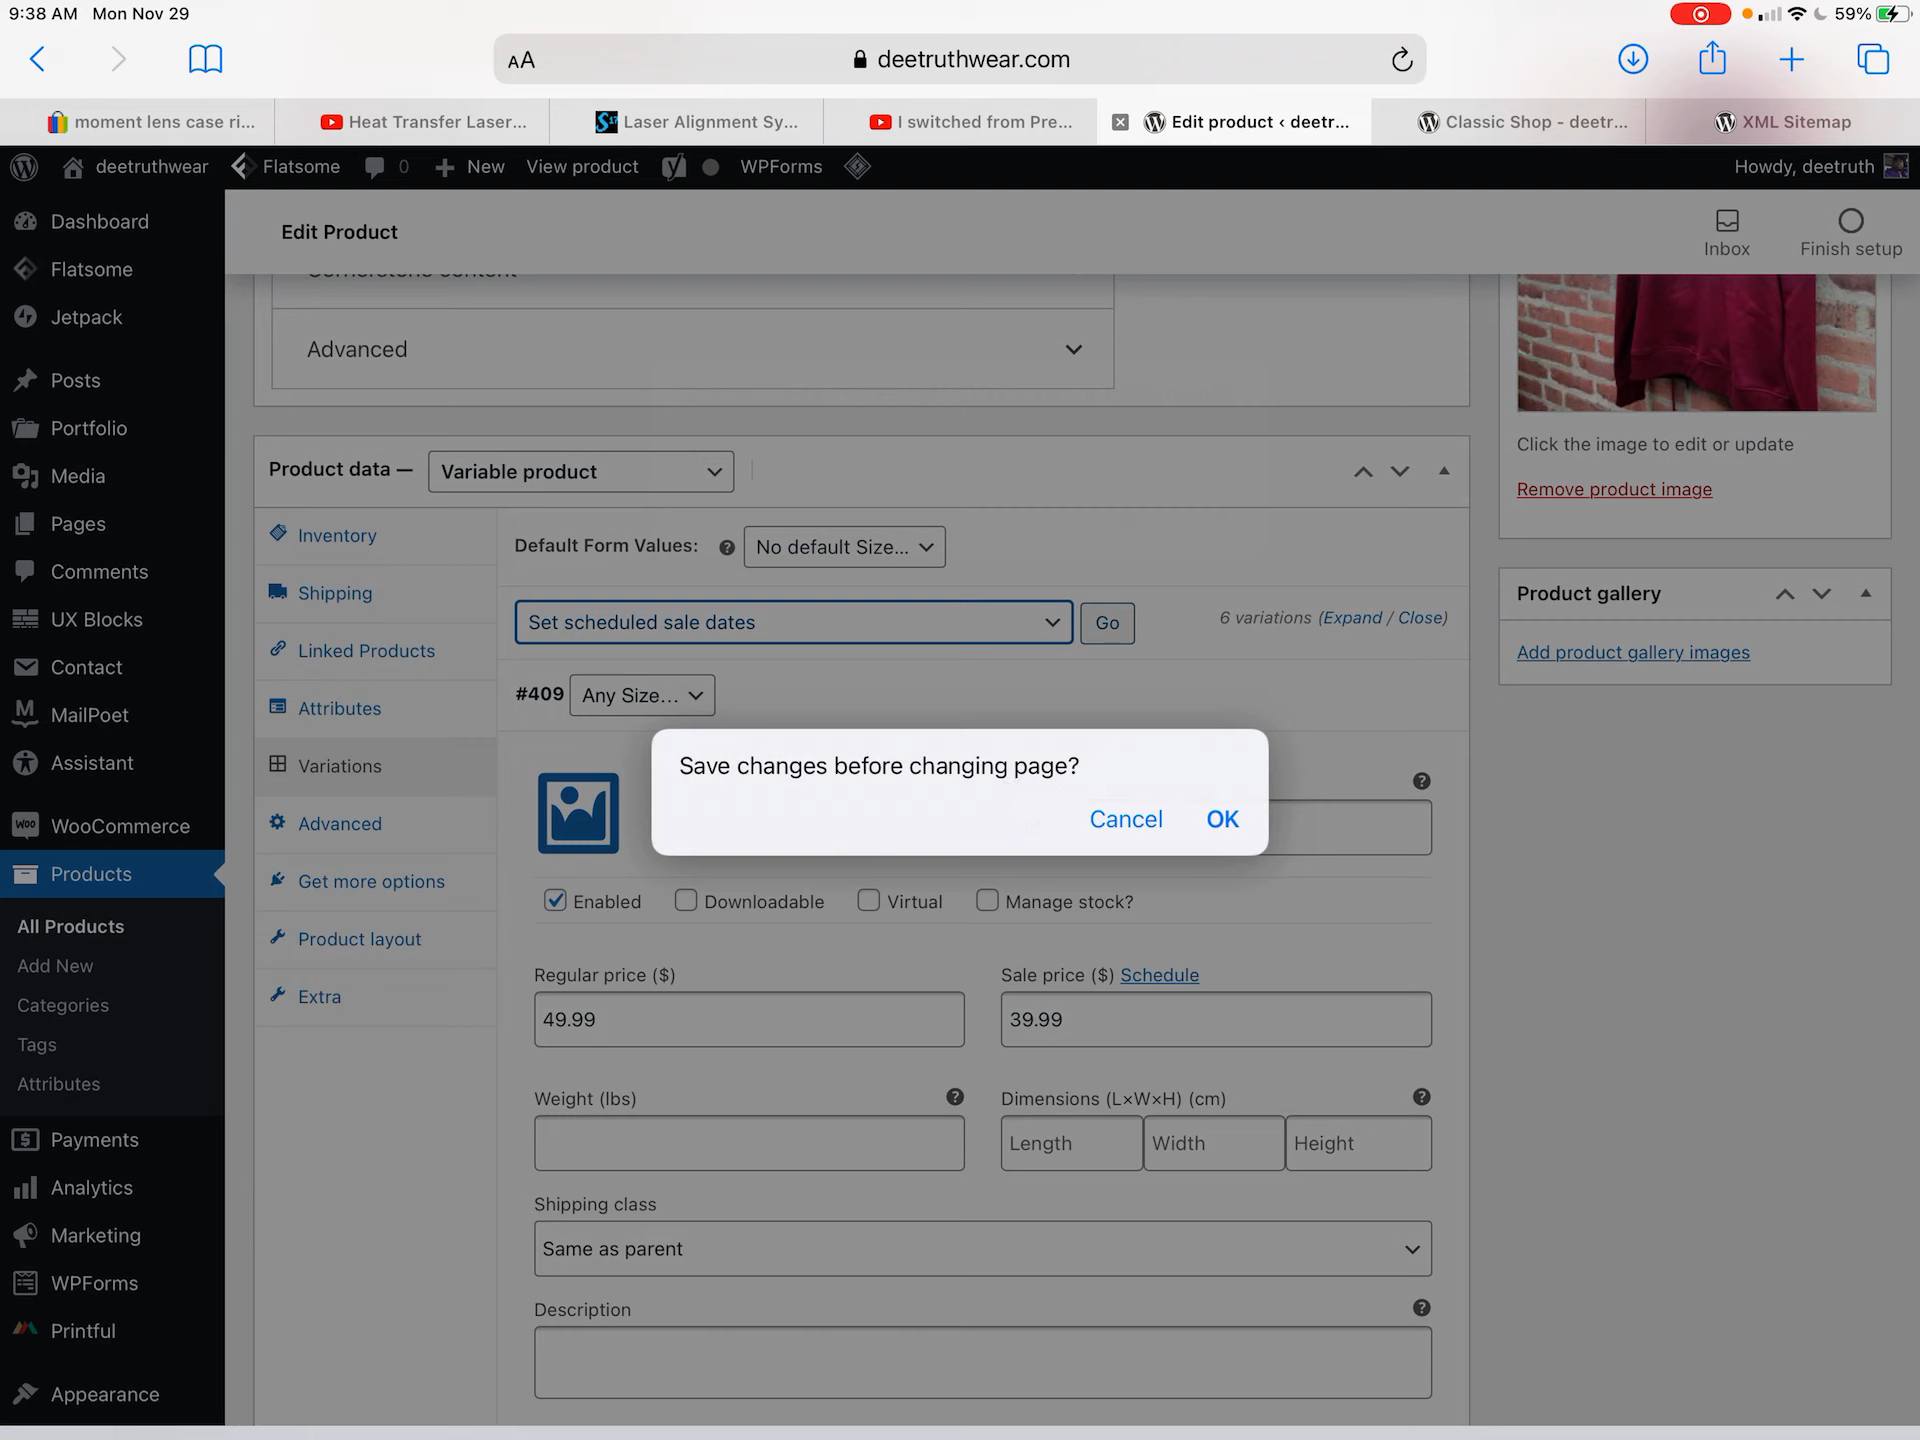 9:38 AM Mon Nov 29
59%
AA
deetruthwear.com
moment lens case ri...
Heat Transfer Laser...
Laser Alignment Sy...
I switched from Pre...
Edit product ‹ deetr...
Classic Shop - deetr...
XML Sitemap
deetruthwear
Flatsome
0
New
View product
WPForms
Howdy, deetruth
Dashboard
Flatsome
Jetpack
Posts
Portfolio
Media
Pages
Comments
UX Blocks
Contact
MailPoet
Assistant
WooCommerce
Products
All Products
Add New
Categories
Tags
Attributes
Payments
Analytics
Marketing
WPForms
Printful
Appearance
Edit Product
Inbox
Finish setup
Cornerstone content
Advanced
Product data —
Variable product
Inventory
Shipping
Linked Products
Attributes
Variations
Advanced
Get more options
Product layout
Extra
Default Form Values:
No default Size...
Set scheduled sale dates
Go
6 variations (Expand / Close)
#409
Any Size...
Save changes before changing page?
Cancel
OK
Enabled
Downloadable
Virtual
Manage stock?
Regular price ($)
49.99
Sale price ($) Schedule
39.99
Weight (lbs)
Dimensions (L×W×H) (cm)
Length
Width
Height
Shipping class
Same as parent
Description
Click the image to edit or update
Remove product image
Product gallery
Add product gallery images